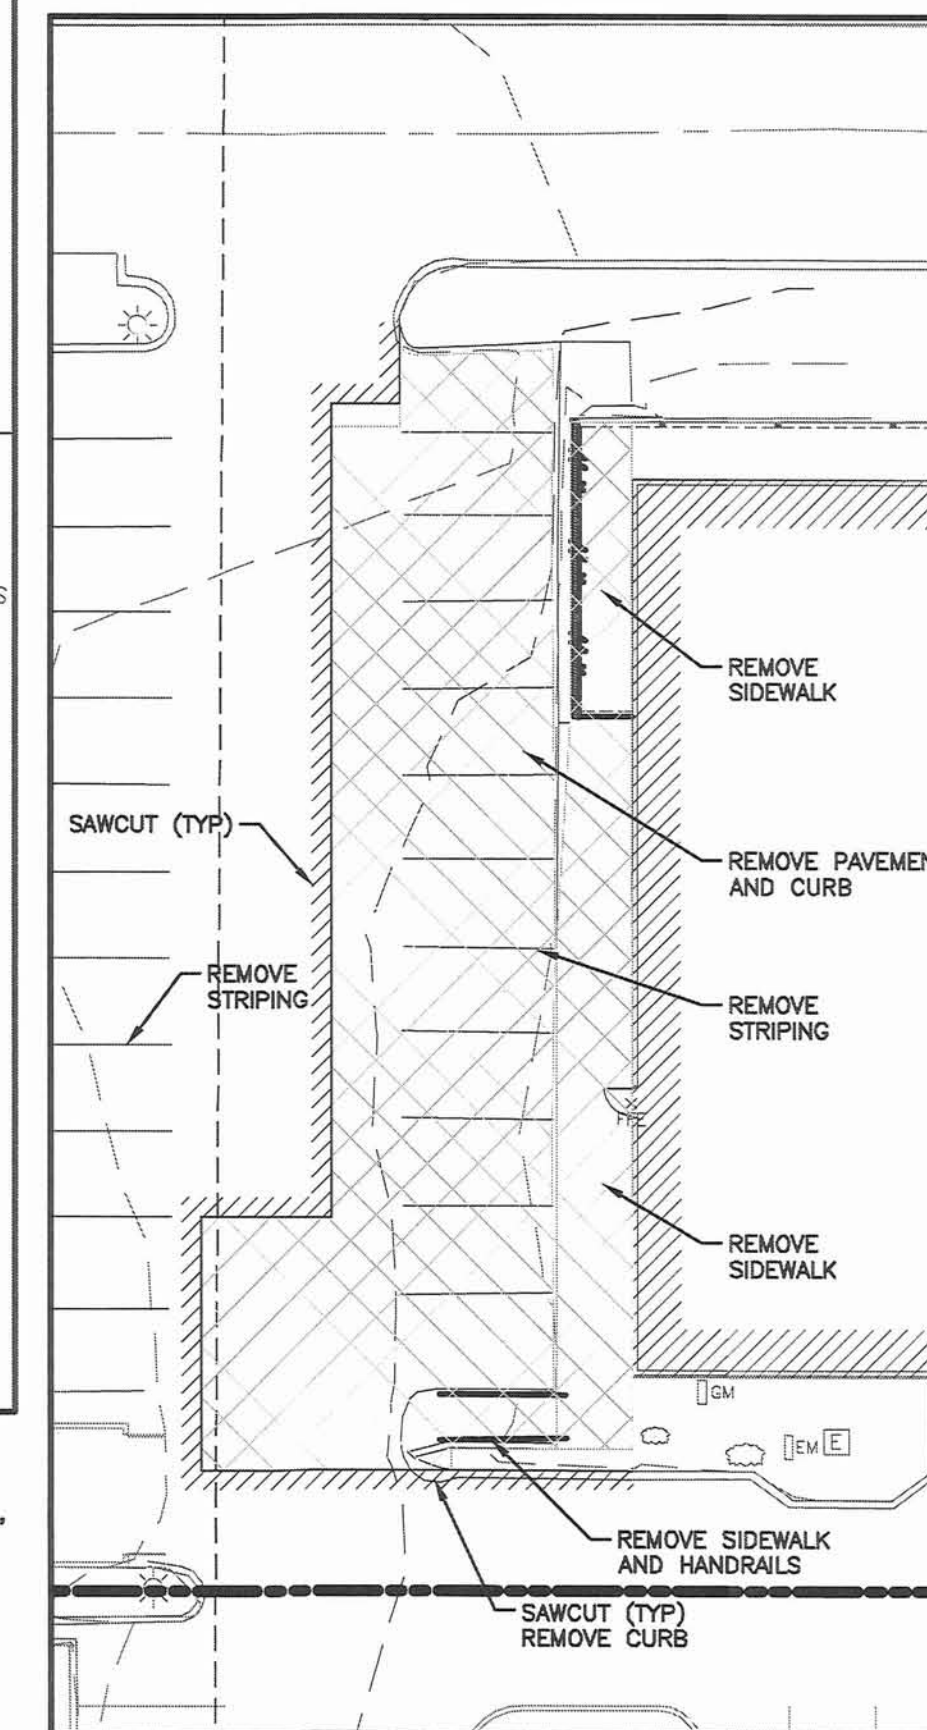 S
REMOVE
SIDEWALK
SAWCUT (TYP)
REMOVE PAVEMEN
AND CURB
REMOVE
STRIPING
REMOVE
STRIPING
REMOVE
SIDEWALK
GM
EM E
REMOVE SIDEWALK
AND HANDRAILS
SAWCUT (TYP)
REMOVE CURB